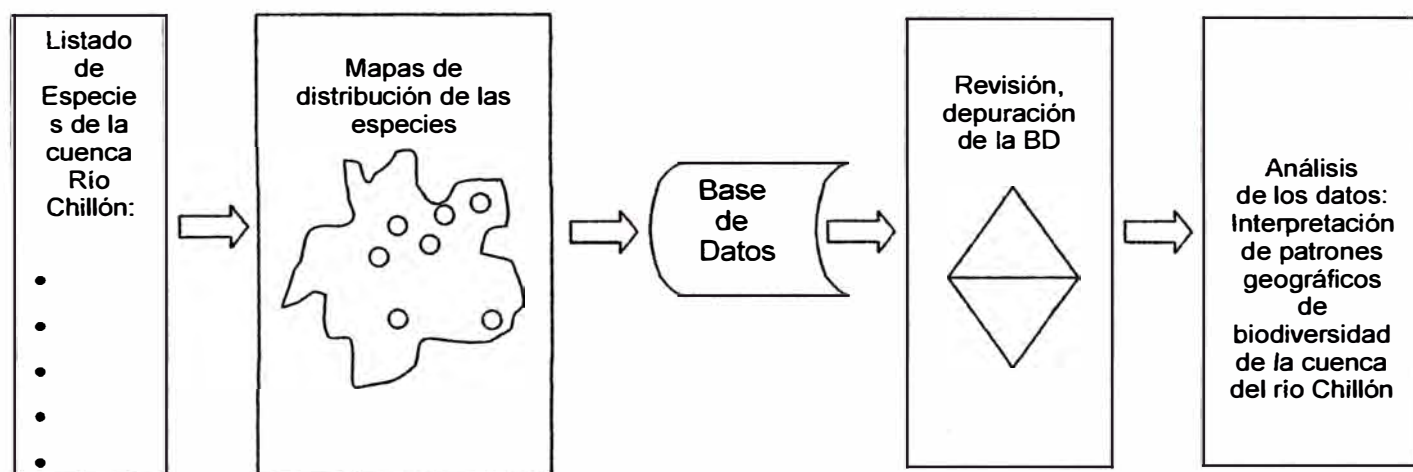 Listado
de
Especie
s de la
cuenca
Río
Chillón:
•
•
•
•
•
Mapas de
distribución de las
especies
Base
de
Datos
Revisión,
depuración
de la BD
Análisis
de los datos:
Interpretación
de patrones
geográficos
de
biodiversidad
de la cuenca
del río Chillón